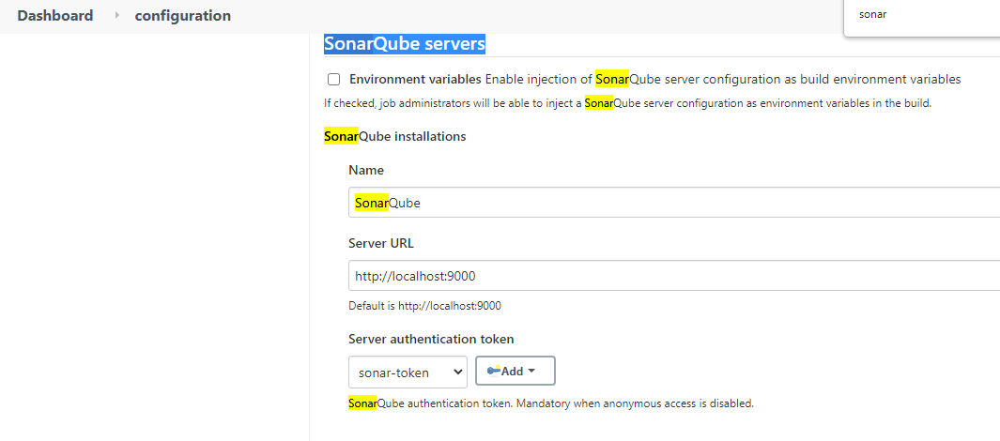 Dashboard configuration
sonar
SonarQube servers
Environment variables Enable injection of SonarQube server configuration as build environment variables
If checked, job administrators will be able to inject a SonarQube server configuration as environment variables in the build.
SonarQube installations
Name
SonarQube
Server URL
http://localhost:9000
Default is http://localhost:9000
Server authentication token
sonar-token Add
SonarQube authentication token. Mandatory when anonymous access is disabled.